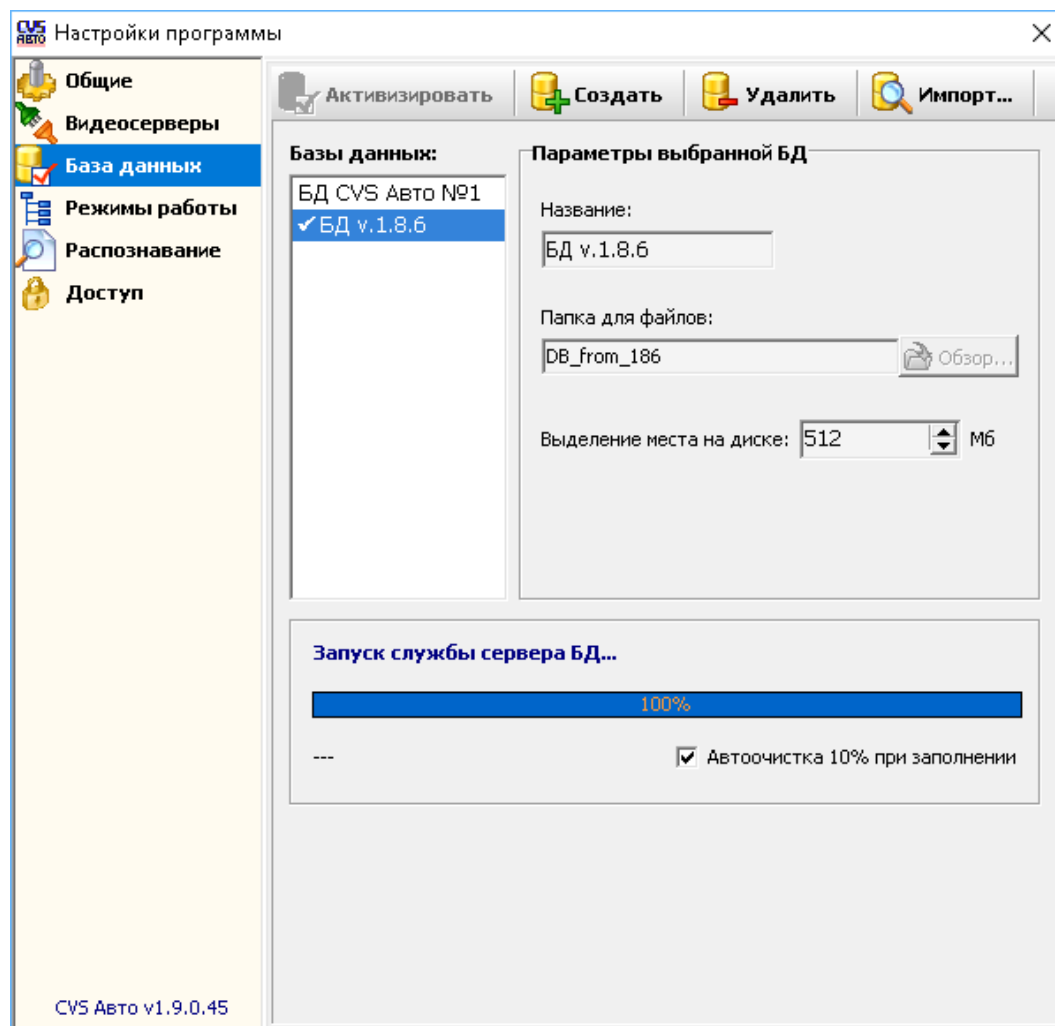 CVS
АВТО
Настройки программы
Общие
Видеосерверы
База данных
Режимы работы
Распознавание
Доступ
CVS Авто v1.9.0.45
Активизировать
Создать
Удалить
Импорт...
Базы данных:
БД CVS Авто №1
БД v.1.8.6
Параметры выбранной БД
Название:
БД v.1.8.6
Папка для файлов:
DB_from_186
Обзор...
Выделение места на диске: 512 Мб
Запуск службы сервера БД...
100%
---
Автоочистка 10% при заполнении